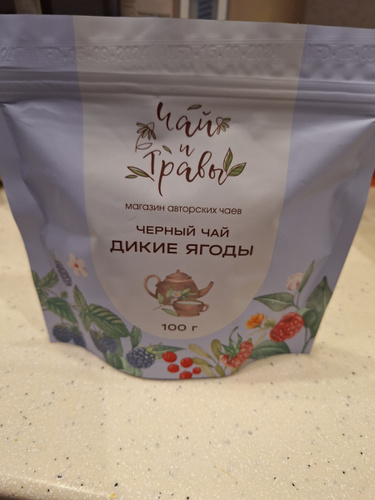 Чай
и
Травы
магазин авторских чаев
ЧЕРНЫЙ ЧАЙ
ДИКИЕ ЯГОДЫ
100 г